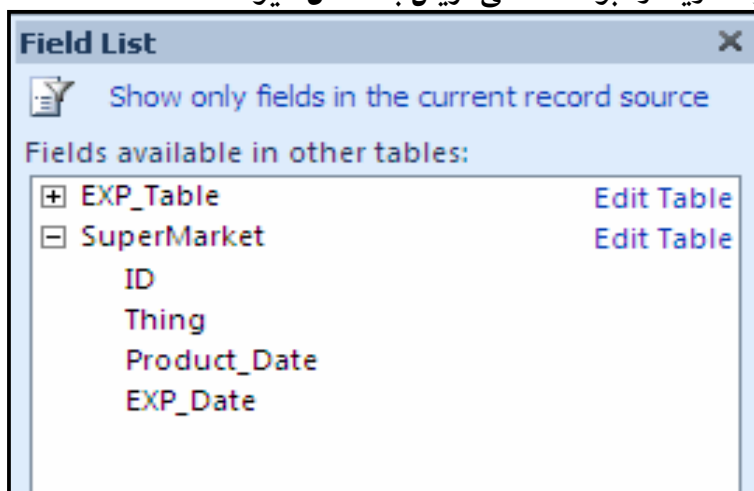 Field List
Show only fields in the current record source
Fields available in other tables:
EXP_Table Edit Table
SuperMarket Edit Table
ID
Thing
Product_Date
EXP_Date